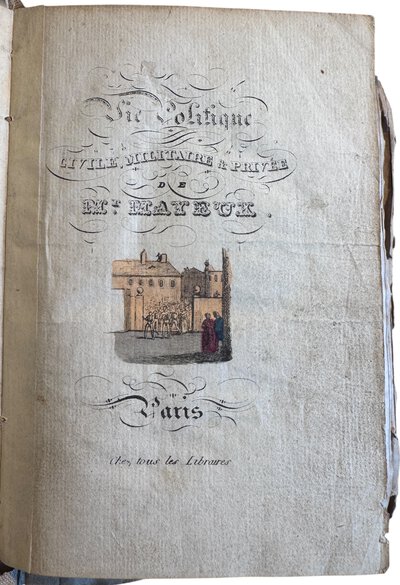 Vie Politique
CIVILE, MILITAIRE & PRIVÉE
DE
Mr. MAYEUX.
Paris
Chez tous les Libraires